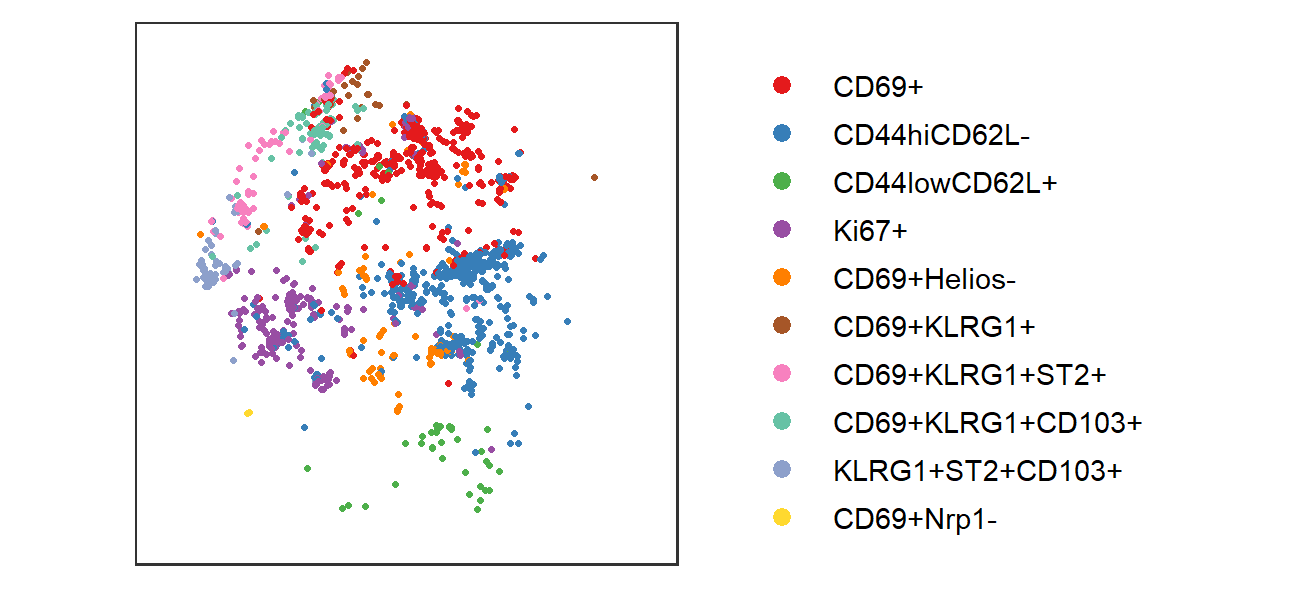 CD69+
CD44hiCD62L-
CD44lowCD62L+
Ki67+
CD69+Helios-
CD69+KLRG1+
CD69+KLRG1+ST2+
CD69+KLRG1+CD103+
KLRG1+ST2+CD103+
CD69+Nrp1-